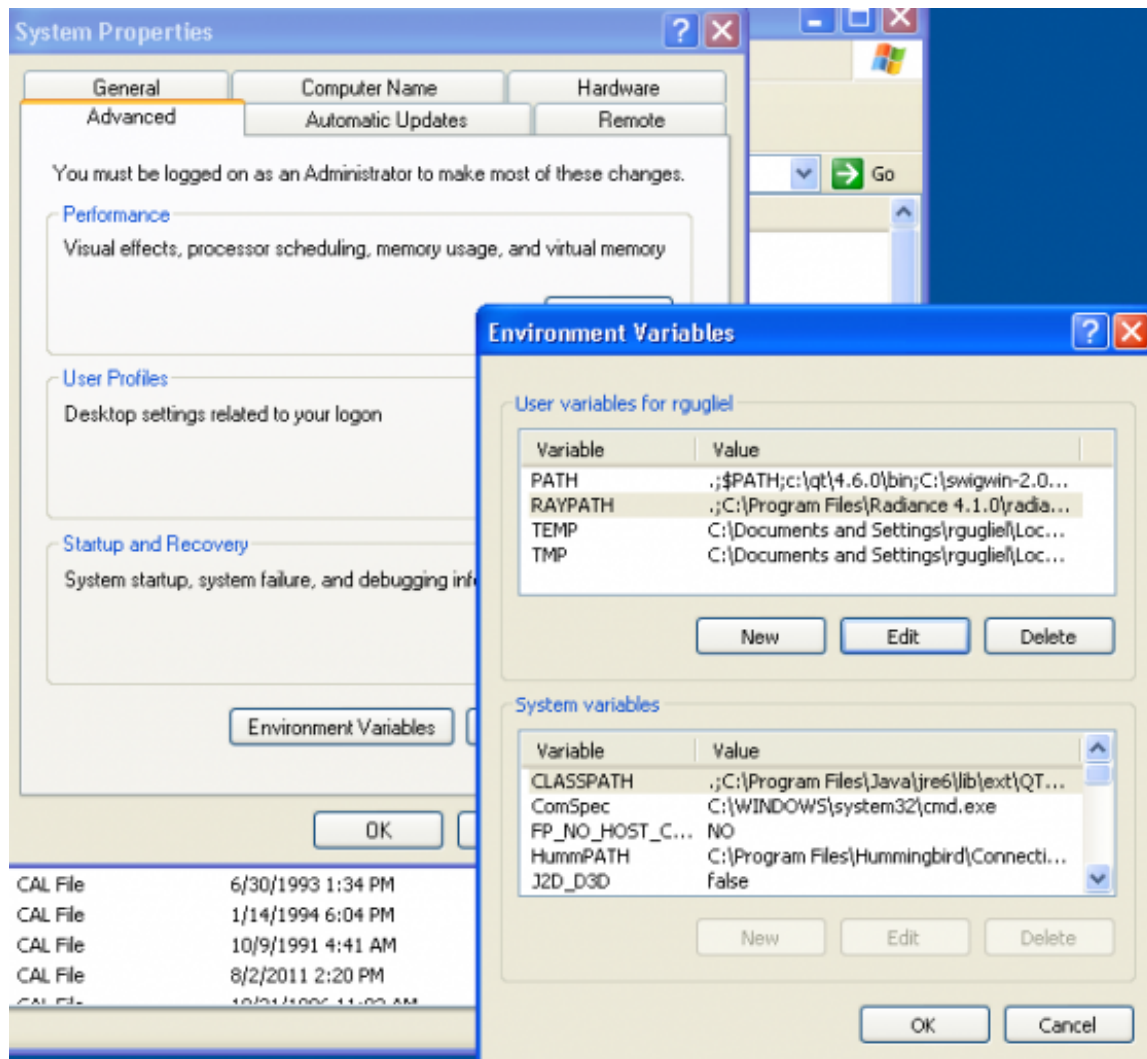 System Properties
General Computer Name Hardware
Advanced Automatic Updates Remote
You must be logged on as an Administrator to make most of these changes.
Performance
Visual effects, processor scheduling, memory usage, and virtual memory
User Profiles
Desktop settings related to your logon
Startup and Recovery
System startup, system failure, and debugging inf
Environment Variables
OK
Go
CAL File 6/30/1993 1:34 PM
CAL File 1/14/1994 6:04 PM
CAL File 10/9/1991 4:41 AM
CAL File 8/2/2011 2:20 PM
CAL File
Environment Variables
User variables for rgugliel
Variable Value
PATH .;$PATH;c:\qt\4.6.0\bin;C:\swigwin-2.0...
RAYPATH .;C:\Program Files\Radiance 4.1.0\radia...
TEMP C:\Documents and Settings\rgugliel\Loc...
TMP C:\Documents and Settings\rgugliel\Loc...
New Edit Delete
System variables
Variable Value
CLASSPATH .;C:\Program Files\Java\jre6\lib\ext\QT...
ComSpec C:\WINDOWS\system32\cmd.exe
FP_NO_HOST_C... NO
HummPATH C:\Program Files\Hummingbird\Connecti...
J2D_D3D false
New Edit Delete
OK Cancel